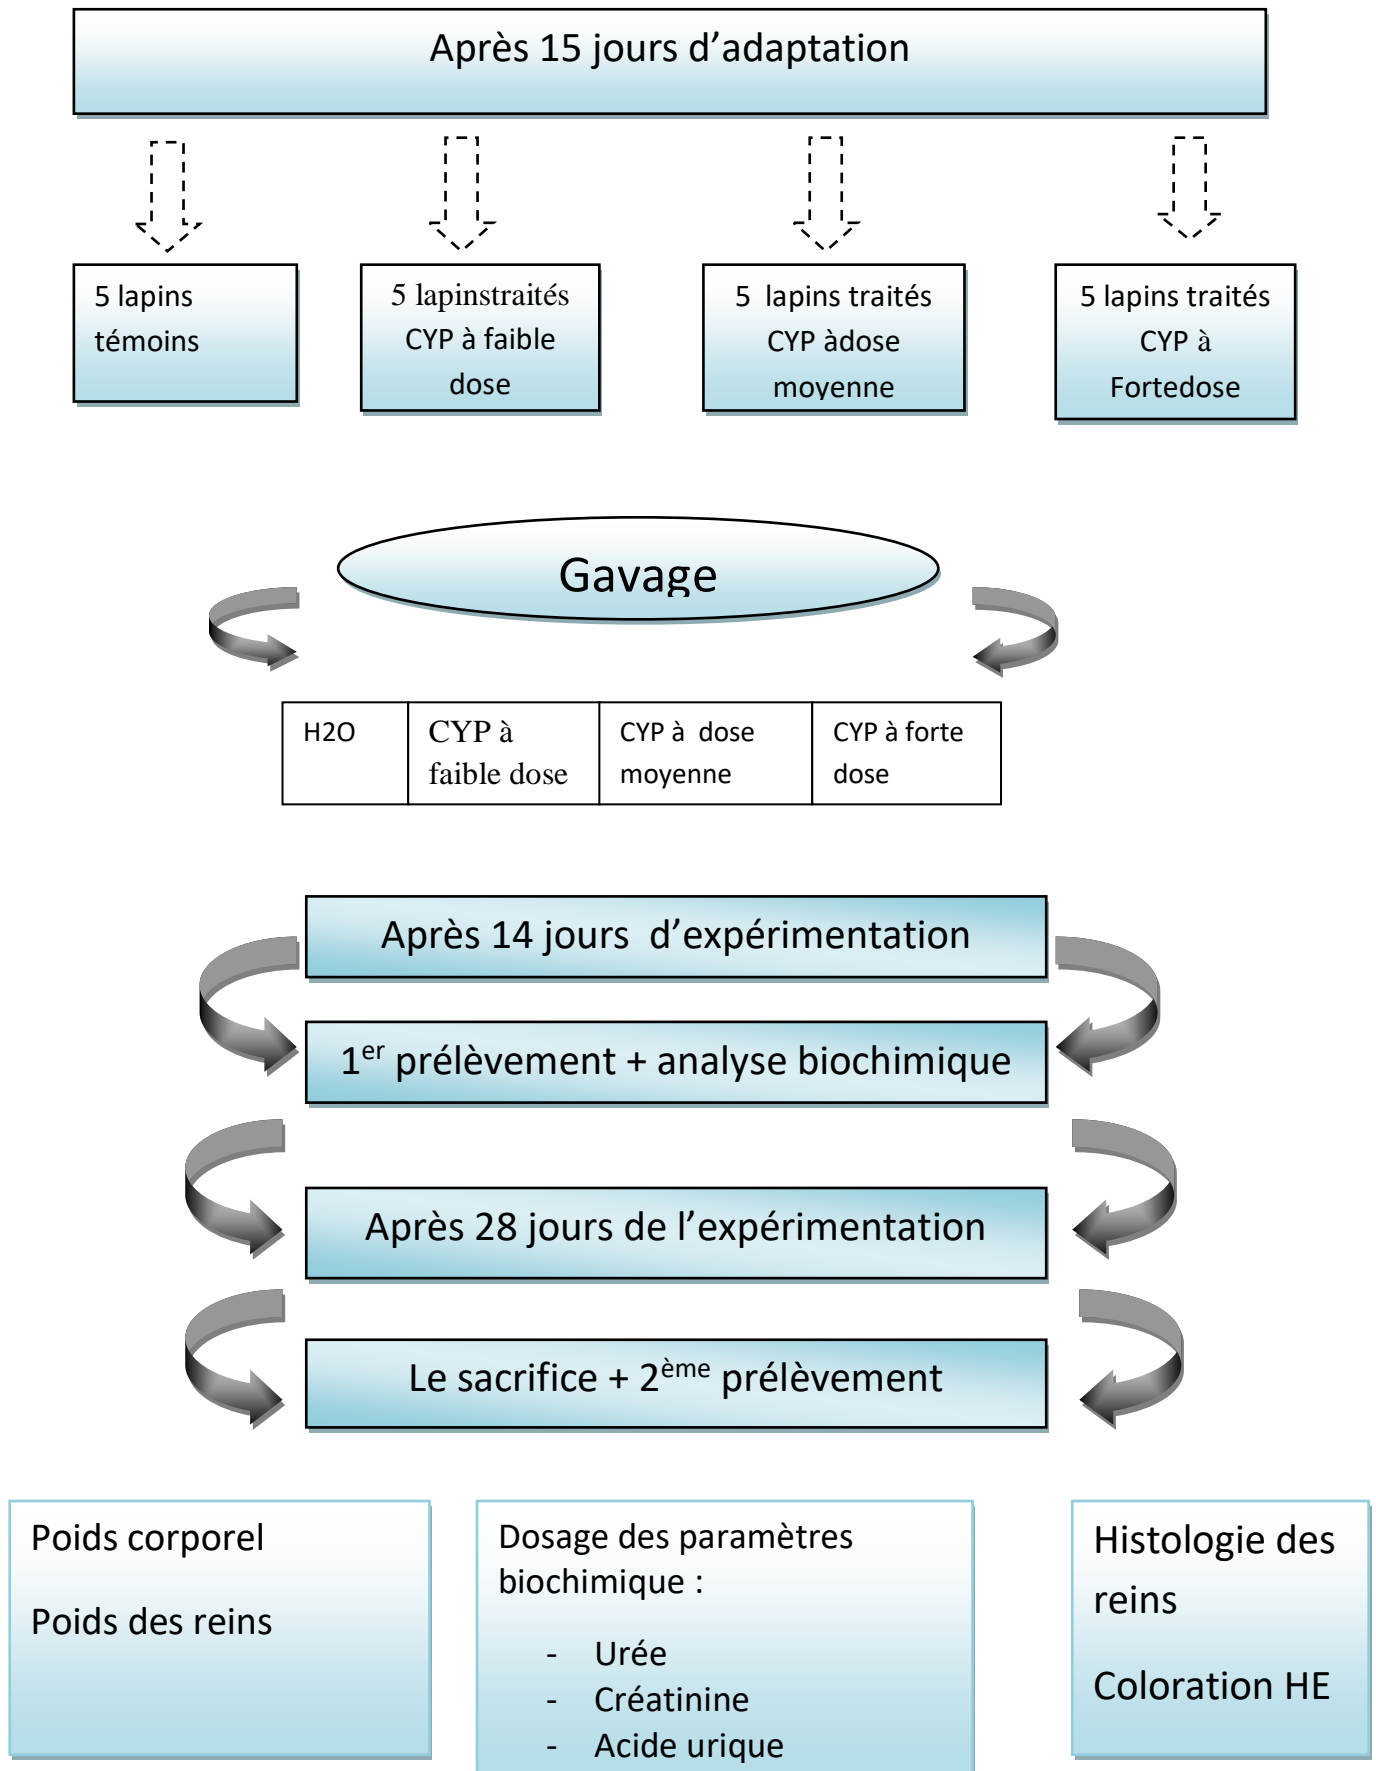 Après 15 jours d’adaptation
5 lapins
témoins
5 lapinstraités
CYP à faible
dose
5  lapins traités
CYP àdose
moyenne
5 lapins traités
CYP à
Fortedose
Gavage
H2O
CYP à
faible dose
CYP à  dose
moyenne
CYP à forte
dose
Après 14 jours  d’expérimentation
1er prélèvement + analyse biochimique
Après 28 jours de l’expérimentation
Le sacrifice + 2ème prélèvement
Poids corporel
Poids des reins
Dosage des paramètres
biochimique :
- Urée
- Créatinine
- Acide urique
Histologie des
reins
Coloration HE